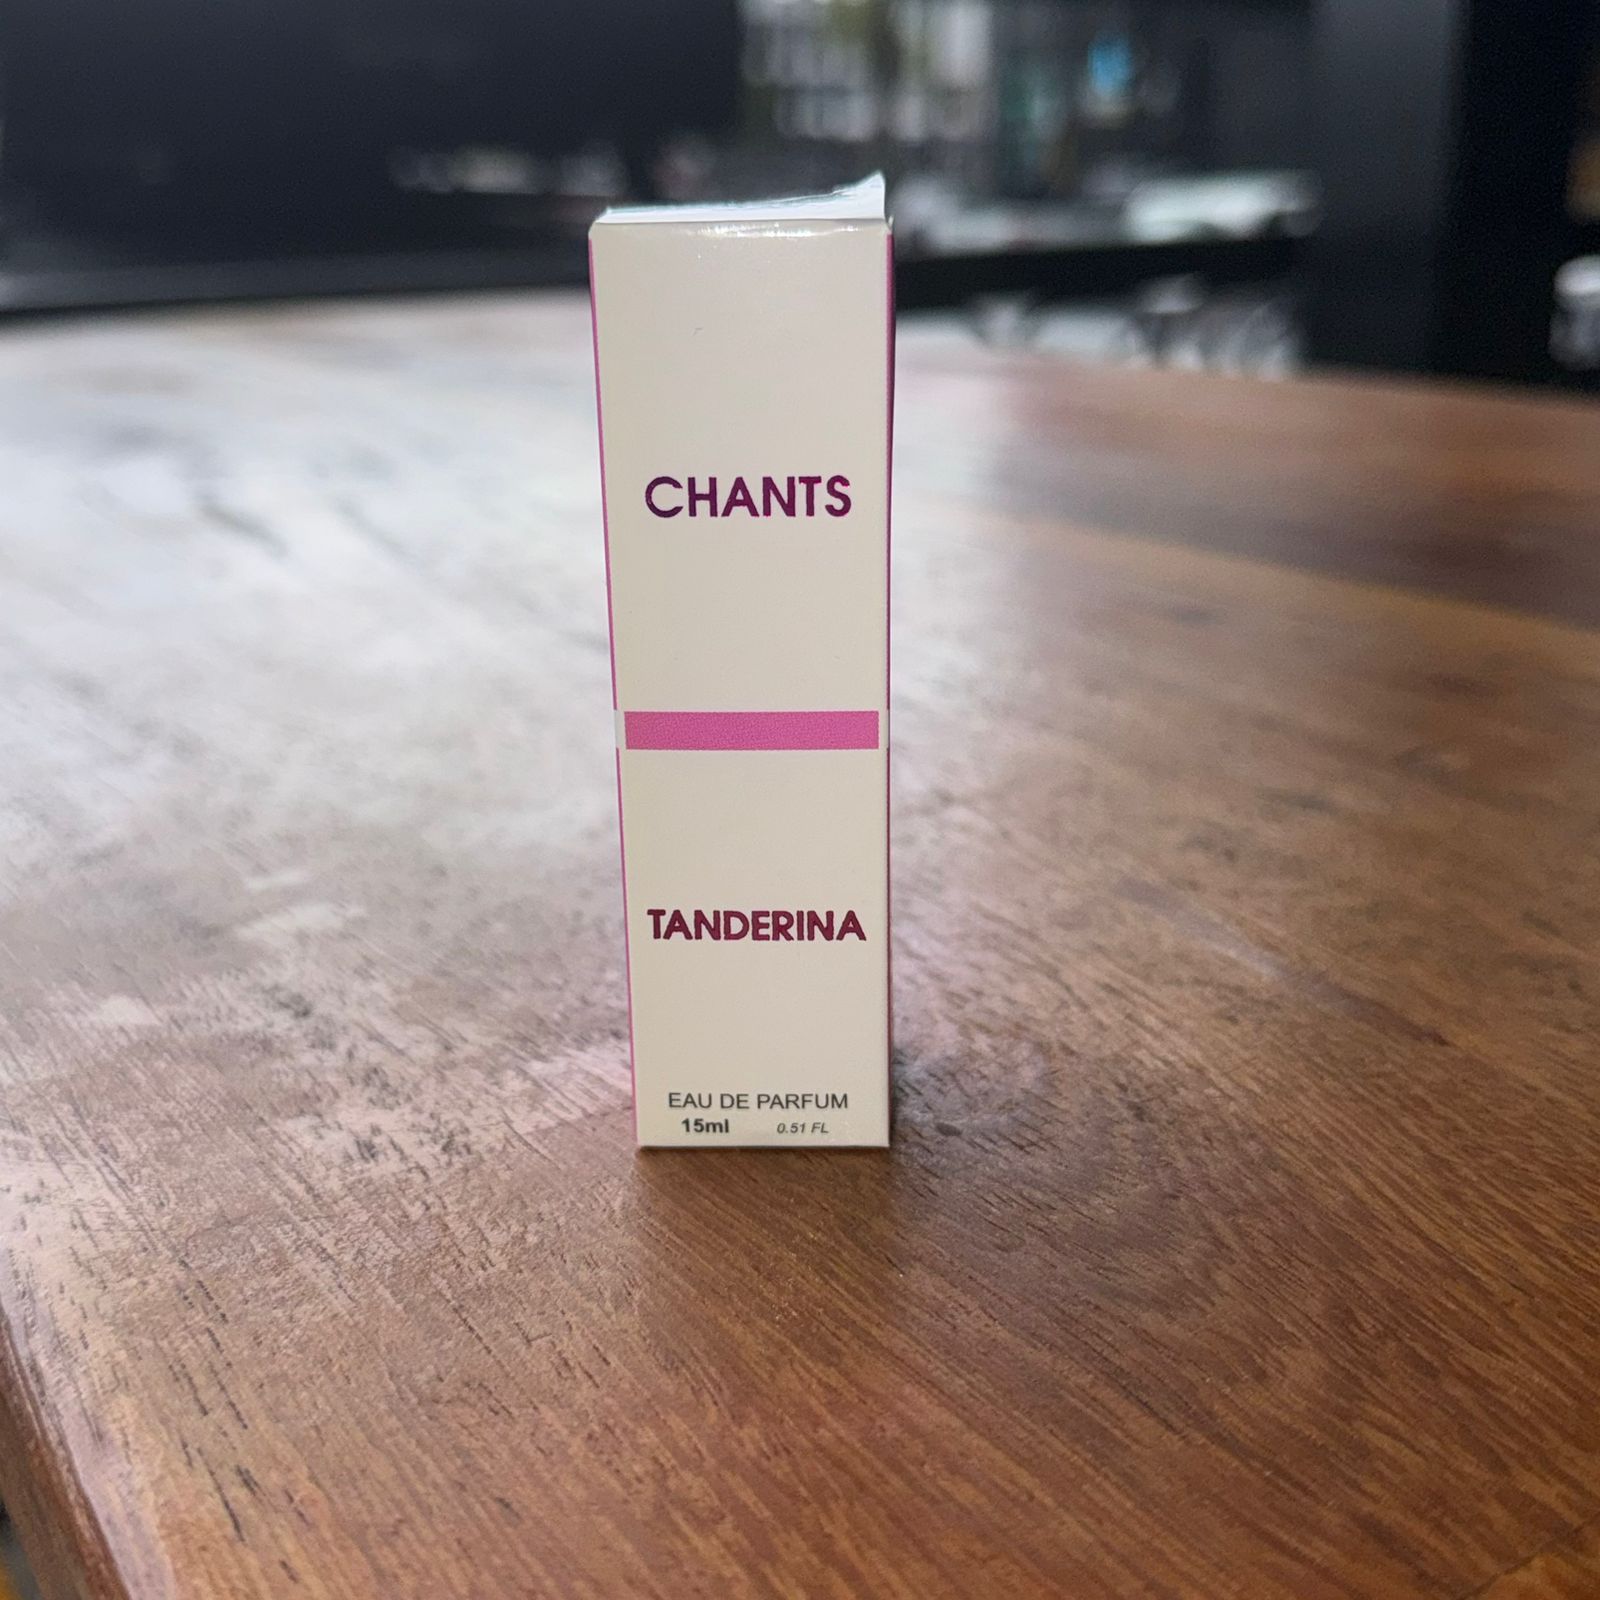 CHANTS
TANDERINA
EAU DE PARFUM
15ml 0.51 FL